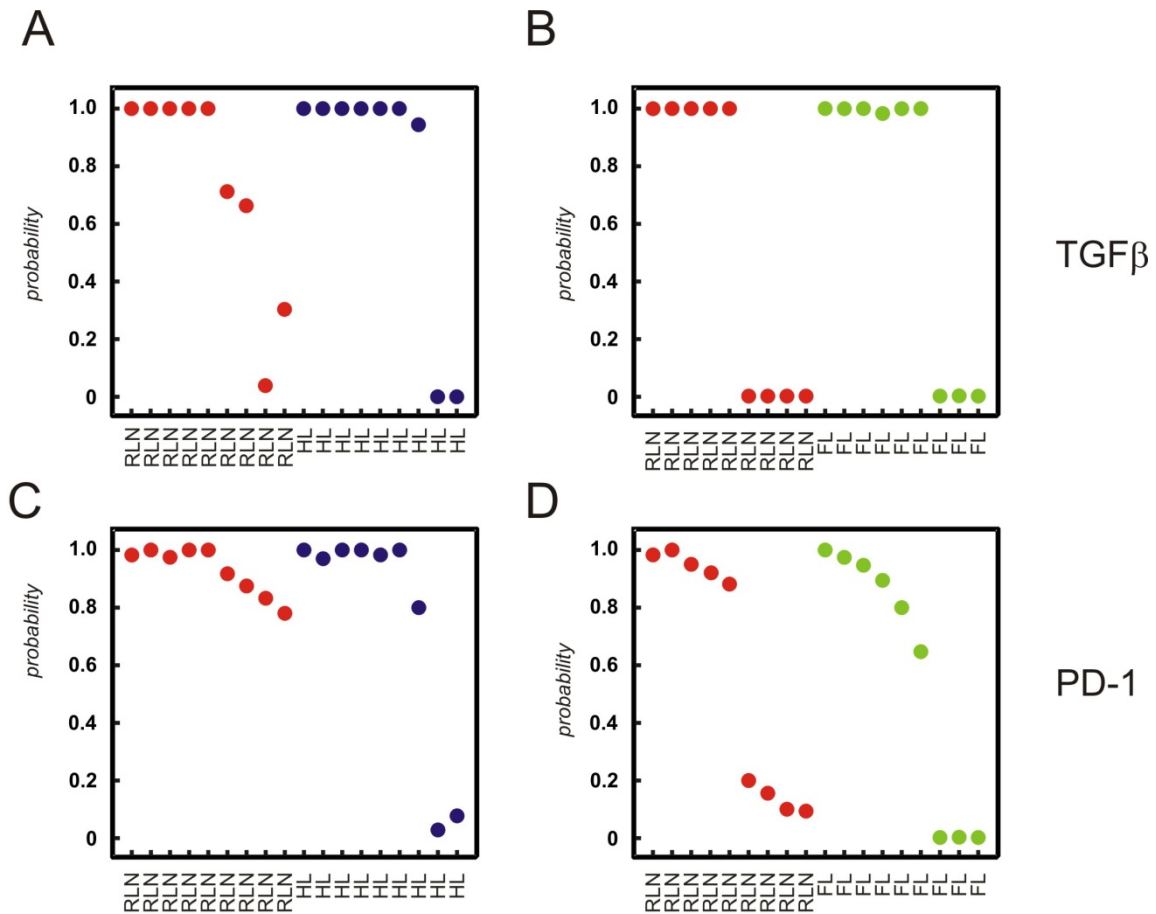 A
B
probability
1.0
0.8
0.6
0.4
0.2
0
RLN RLN RLN RLN RLN RLN RLN RLN RLN HL HL HL HL HL HL HL HL HL
probability
1.0
0.8
0.6
0.4
0.2
0
RLN RLN RLN RLN RLN RLN RLN RLN RLN FL FL FL FL FL FL FL FL FL
TGFβ
C
D
probability
1.0
0.8
0.6
0.4
0.2
0
RLN RLN RLN RLN RLN RLN RLN RLN RLN HL HL HL HL HL HL HL HL HL
probability
1.0
0.8
0.6
0.4
0.2
0
RLN RLN RLN RLN RLN RLN RLN RLN RLN FL FL FL FL FL FL FL FL FL
PD-1